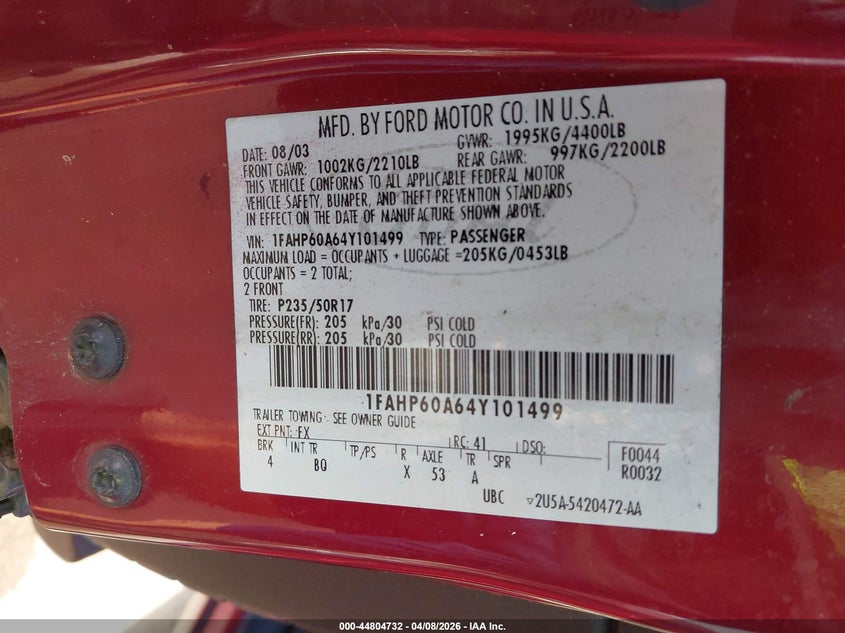 MFD. BY FORD MOTOR CO. IN U.S.A.
DATE: 08/03 GVWR: 1995KG/4400LB
FRONT GAWR: 1002KG/2210LB REAR GAWR: 997KG/2200LB
THIS VEHICLE CONFORMS TO ALL APPLICABLE FEDERAL MOTOR
VEHICLE SAFETY, BUMPER, AND THEFT PREVENTION STANDARDS
IN EFFECT ON THE DATE OF MANUFACTURE SHOWN ABOVE.
VIN: 1FAHP60A64Y101499 TYPE: PASSENGER
MAXIMUM LOAD = OCCUPANTS + LUGGAGE =205KG/0453LB
OCCUPANTS = 2 TOTAL;
2 FRONT
TIRE: P235/50R17
PRESSURE(FR): 205 kPa/30 PSI COLD
PRESSURE(RR): 205 kPa/30 PSI COLD
1FAHP60A64Y101499
TRAILER TOWING - SEE OWNER GUIDE
EXT PNT: FX RC: 41 DSO: F0044
BRK INT TR TP/PS R AXLE TR SPR R0032
4 BQ X 53 A
UBC ▽2U5A-5420472-AA
000-44804732 - 04/08/2026 - IAA Inc.